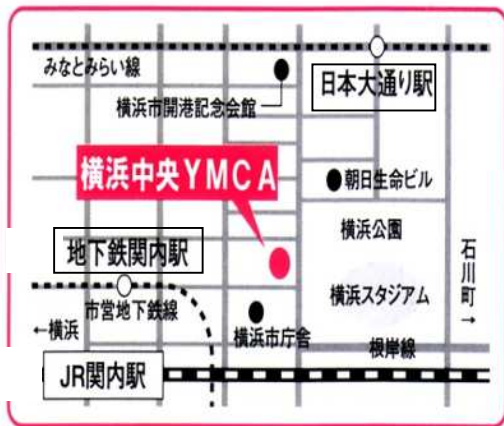 みなとみらい線
日本大通り駅
横浜市開港記念会館
横浜中央YMCA
朝日生命ビル
横浜公園
地下鉄関内駅
石川町→
横浜スタジアム
市営地下鉄線
←横浜
横浜市庁舎
根岸線
JR関内駅